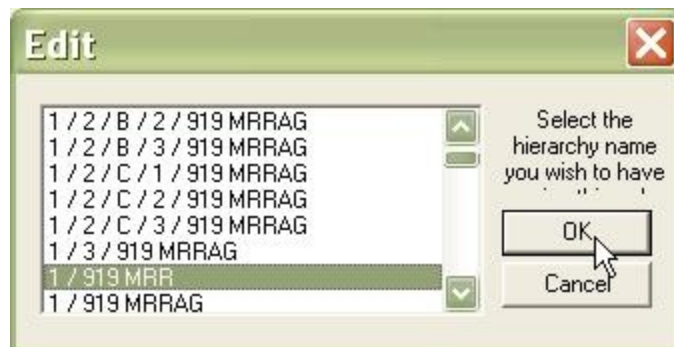 Edit
1 / 2 / B / 2 / 919 MRRAG
1 / 2 / B / 3 / 919 MRRAG
1 / 2 / C / 1 / 919 MRRAG
1 / 2 / C / 2 / 919 MRRAG
1 / 2 / C / 3 / 919 MRRAG
1 / 3 / 919 MRRAG
1 / 919 MRR
1 / 919 MRRAG
Select the
hierarchy name
you wish to have
OK
Cancel